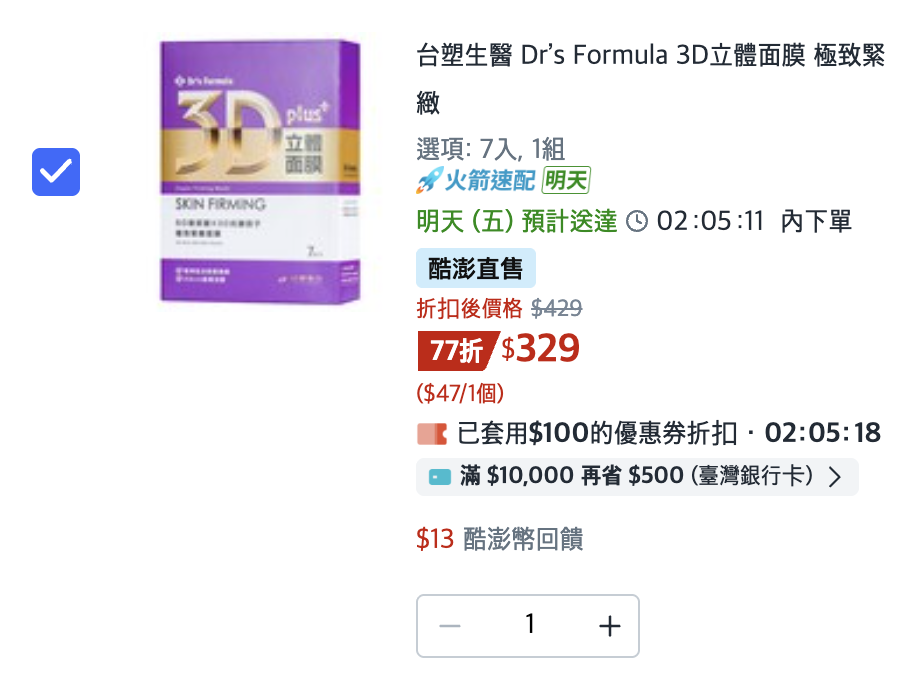 Dr's Formula
3D plus+
立體
面膜
SKIN FIRMING
台塑生醫 Dr's Formula 3D立體面膜 極致緊
緻
選項: 7入, 1組
火箭速配 明天
明天 (五) 預計送達 02:05:11 內下單
酷澎直售
折扣後價格 $429
77折 $329
($47/1個)
已套用$100的優惠券折扣・02:05:18
滿 $10,000 再省 $500 (臺灣銀行卡)
$13 酷澎幣回饋
1